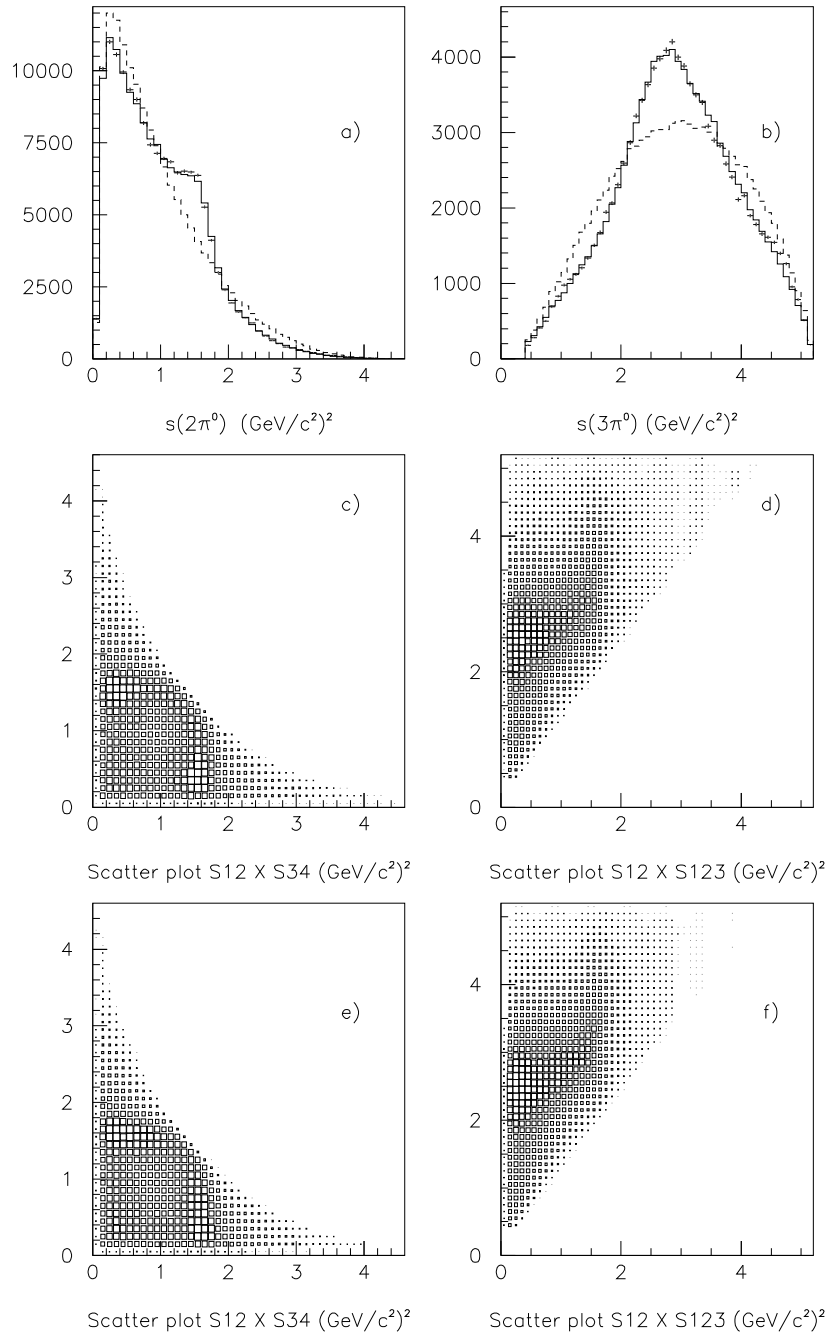 10000
7500
5000
2500
0
0 1 2 3 4
a)
s(2π⁰) (GeV/c²)²
4000
3000
2000
1000
0
0 2 4
b)
s(3π⁰) (GeV/c²)²
4
3
2
1
0
0 1 2 3 4
c)
Scatter plot S12 X S34 (GeV/c²)²
4
2
0
0 2 4
d)
Scatter plot S12 X S123 (GeV/c²)²
4
3
2
1
0
0 1 2 3 4
e)
Scatter plot S12 X S34 (GeV/c²)²
4
2
0
0 2 4
f)
Scatter plot S12 X S123 (GeV/c²)²